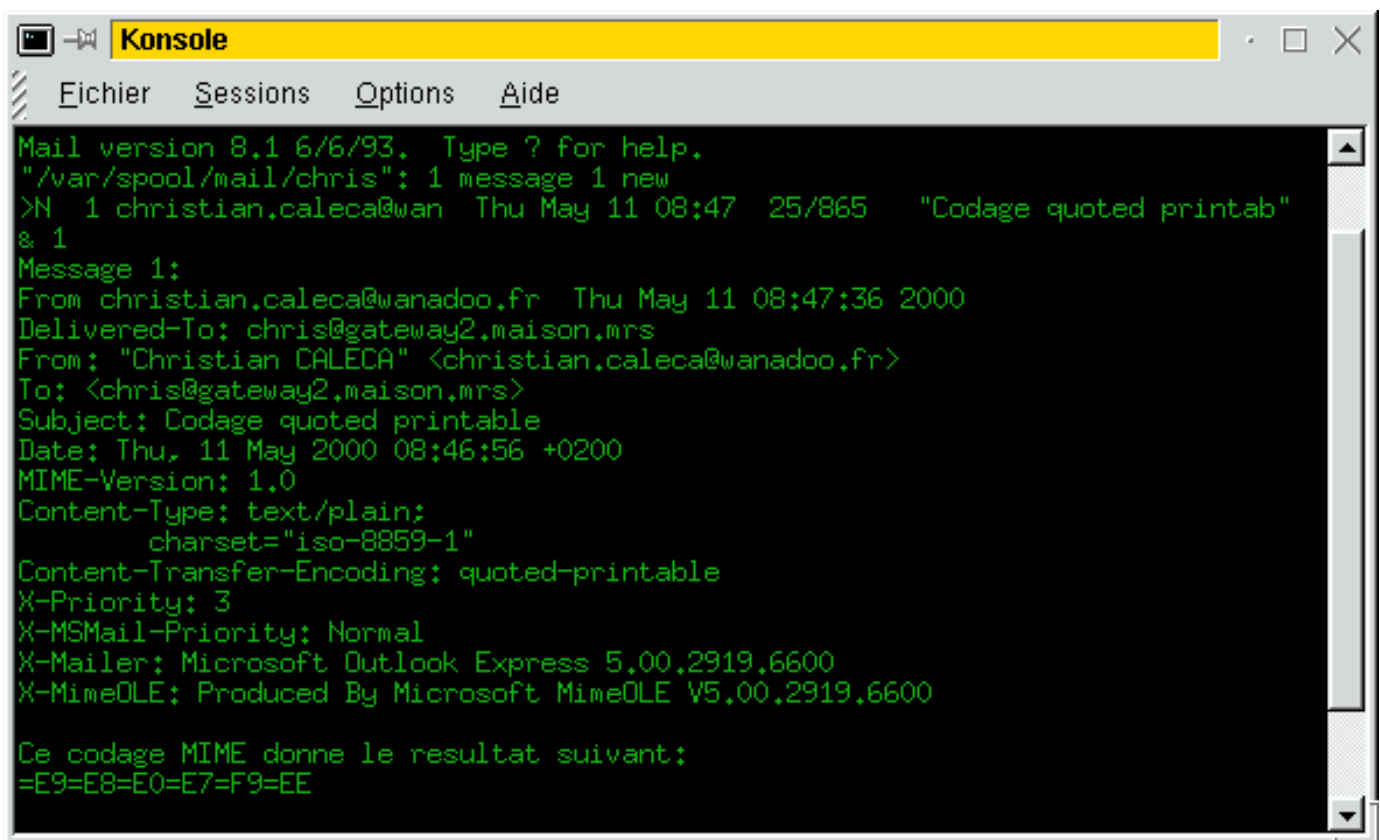 Konsole
Fichier Sessions Options Aide
Mail version 8.1 6/6/93.  Type ? for help.
"/var/spool/mail/chris": 1 message 1 new
>N  1 christian.caleca@wan  Thu May 11 08:47  25/865   "Codage quoted printab"
& 1
Message 1:
From christian.caleca@wanadoo.fr  Thu May 11 08:47:36 2000
Delivered-To: chris@gateway2.maison.mrs
From: "Christian CALECA" <christian.caleca@wanadoo.fr>
To: <chris@gateway2.maison.mrs>
Subject: Codage quoted printable
Date: Thu, 11 May 2000 08:46:56 +0200
MIME-Version: 1.0
Content-Type: text/plain;
        charset="iso-8859-1"
Content-Transfer-Encoding: quoted-printable
X-Priority: 3
X-MSMail-Priority: Normal
X-Mailer: Microsoft Outlook Express 5.00.2919.6600
X-MimeOLE: Produced By Microsoft MimeOLE V5.00.2919.6600

Ce codage MIME donne le resultat suivant:
=E9=E8=E0=E7=F9=EE